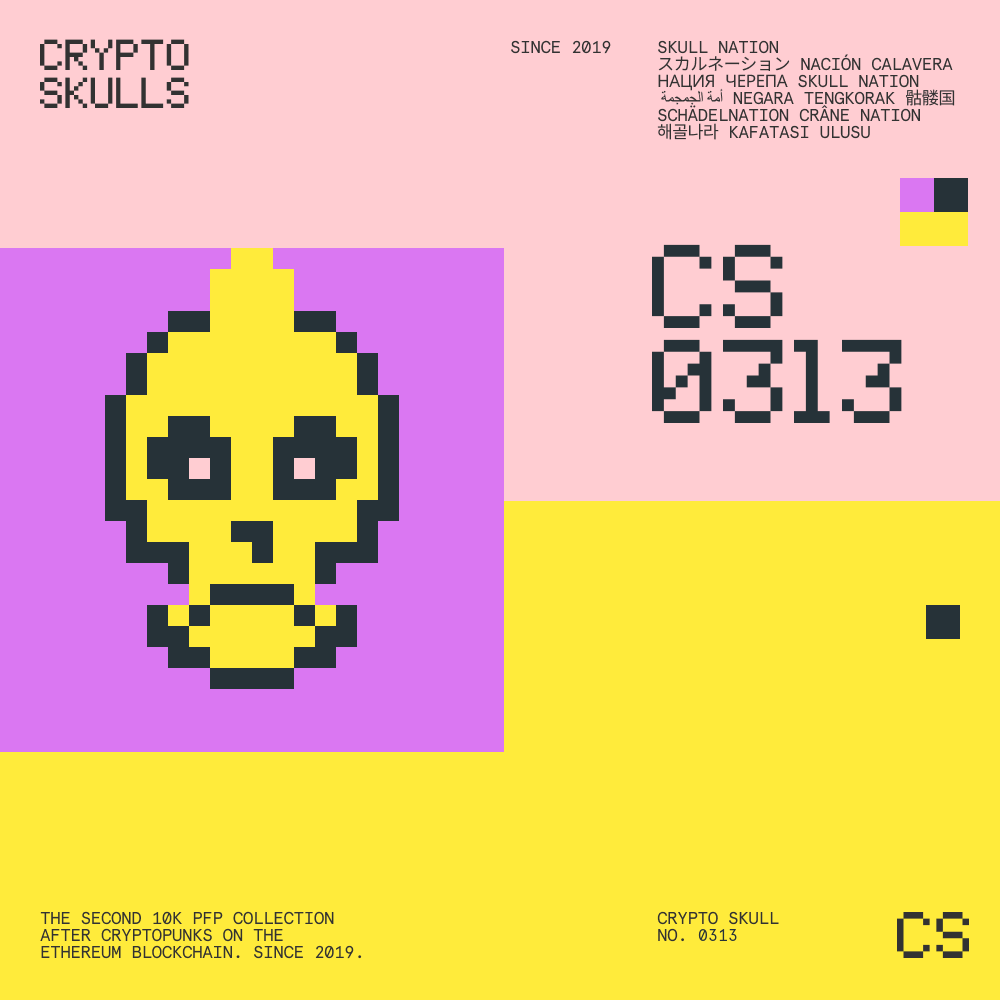 CRYPTO
SKULLS
SINCE 2019
SKULL NATION
スカルネーション NACIÓN CALAVERA
НАЦИЯ ЧЕРЕПА SKULL NATION
أمة الجمجمة NEGARA TENGKORAK 骷髅国
SCHÄDELNATION CRÂNE NATION
해골나라 KAFATASI ULUSU
CS
0313
THE SECOND 10K PFP COLLECTION
AFTER CRYPTOPUNKS ON THE
ETHEREUM BLOCKCHAIN. SINCE 2019.
CRYPTO SKULL
NO. 0313
CS